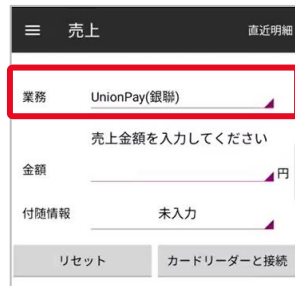 売上 直近明細
業務 UnionPay(銀聯)
売上金額を入力してください
金額 円
付随情報 未入力
リセット カードリーダーと接続